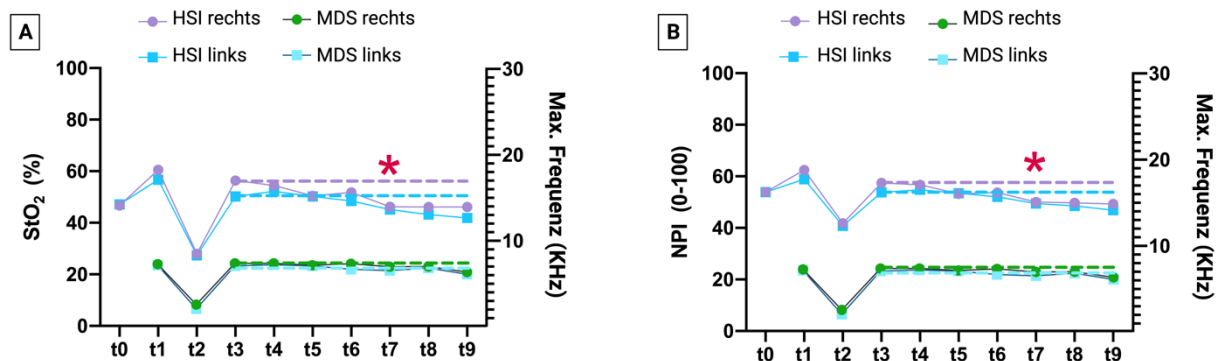 A
HSI rechts
MDS rechts
HSI links
MDS links
100
80
60
40
20
0
StO₂ (%)
30
20
10
Max. Frequenz (KHz)
*
t0 t1 t2 t3 t4 t5 t6 t7 t8 t9
B
HSI rechts
MDS rechts
HSI links
MDS links
100
80
60
40
20
0
NPI (0-100)
30
20
10
Max. Frequenz (KHz)
*
t0 t1 t2 t3 t4 t5 t6 t7 t8 t9